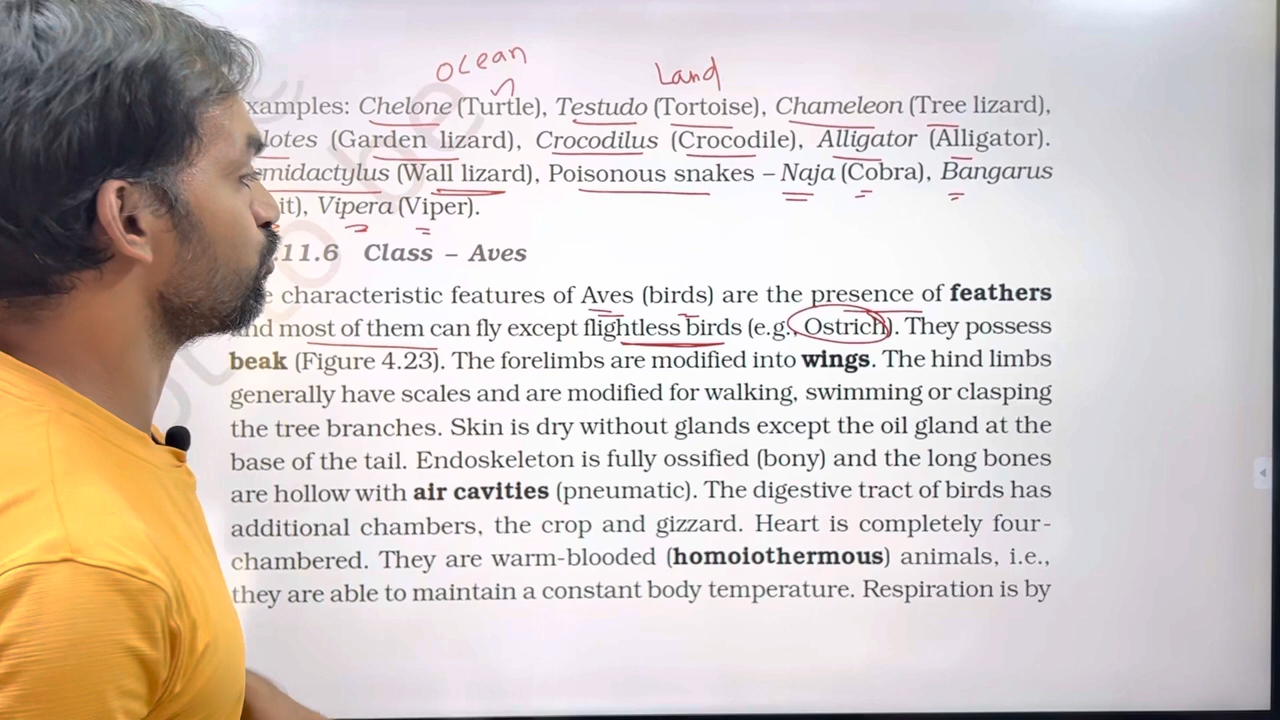 ocean Land
xamples: Chelone (Turtle), Testudo (Tortoise), Chameleon (Tree lizard),
lotes (Garden lizard), Crocodilus (Crocodile), Alligator (Alligator).
midactylus (Wall lizard), Poisonous snakes – Naja (Cobra), Bangarus
it), Vipera (Viper).
.11.6 Class – Aves
characteristic features of Aves (birds) are the presence of feathers
nd most of them can fly except flightless birds (e.g., Ostrich). They possess
beak (Figure 4.23). The forelimbs are modified into wings. The hind limbs
generally have scales and are modified for walking, swimming or clasping
the tree branches. Skin is dry without glands except the oil gland at the
base of the tail. Endoskeleton is fully ossified (bony) and the long bones
are hollow with air cavities (pneumatic). The digestive tract of birds has
additional chambers, the crop and gizzard. Heart is completely four-
chambered. They are warm-blooded (homoiothermous) animals, i.e.,
they are able to maintain a constant body temperature. Respiration is by